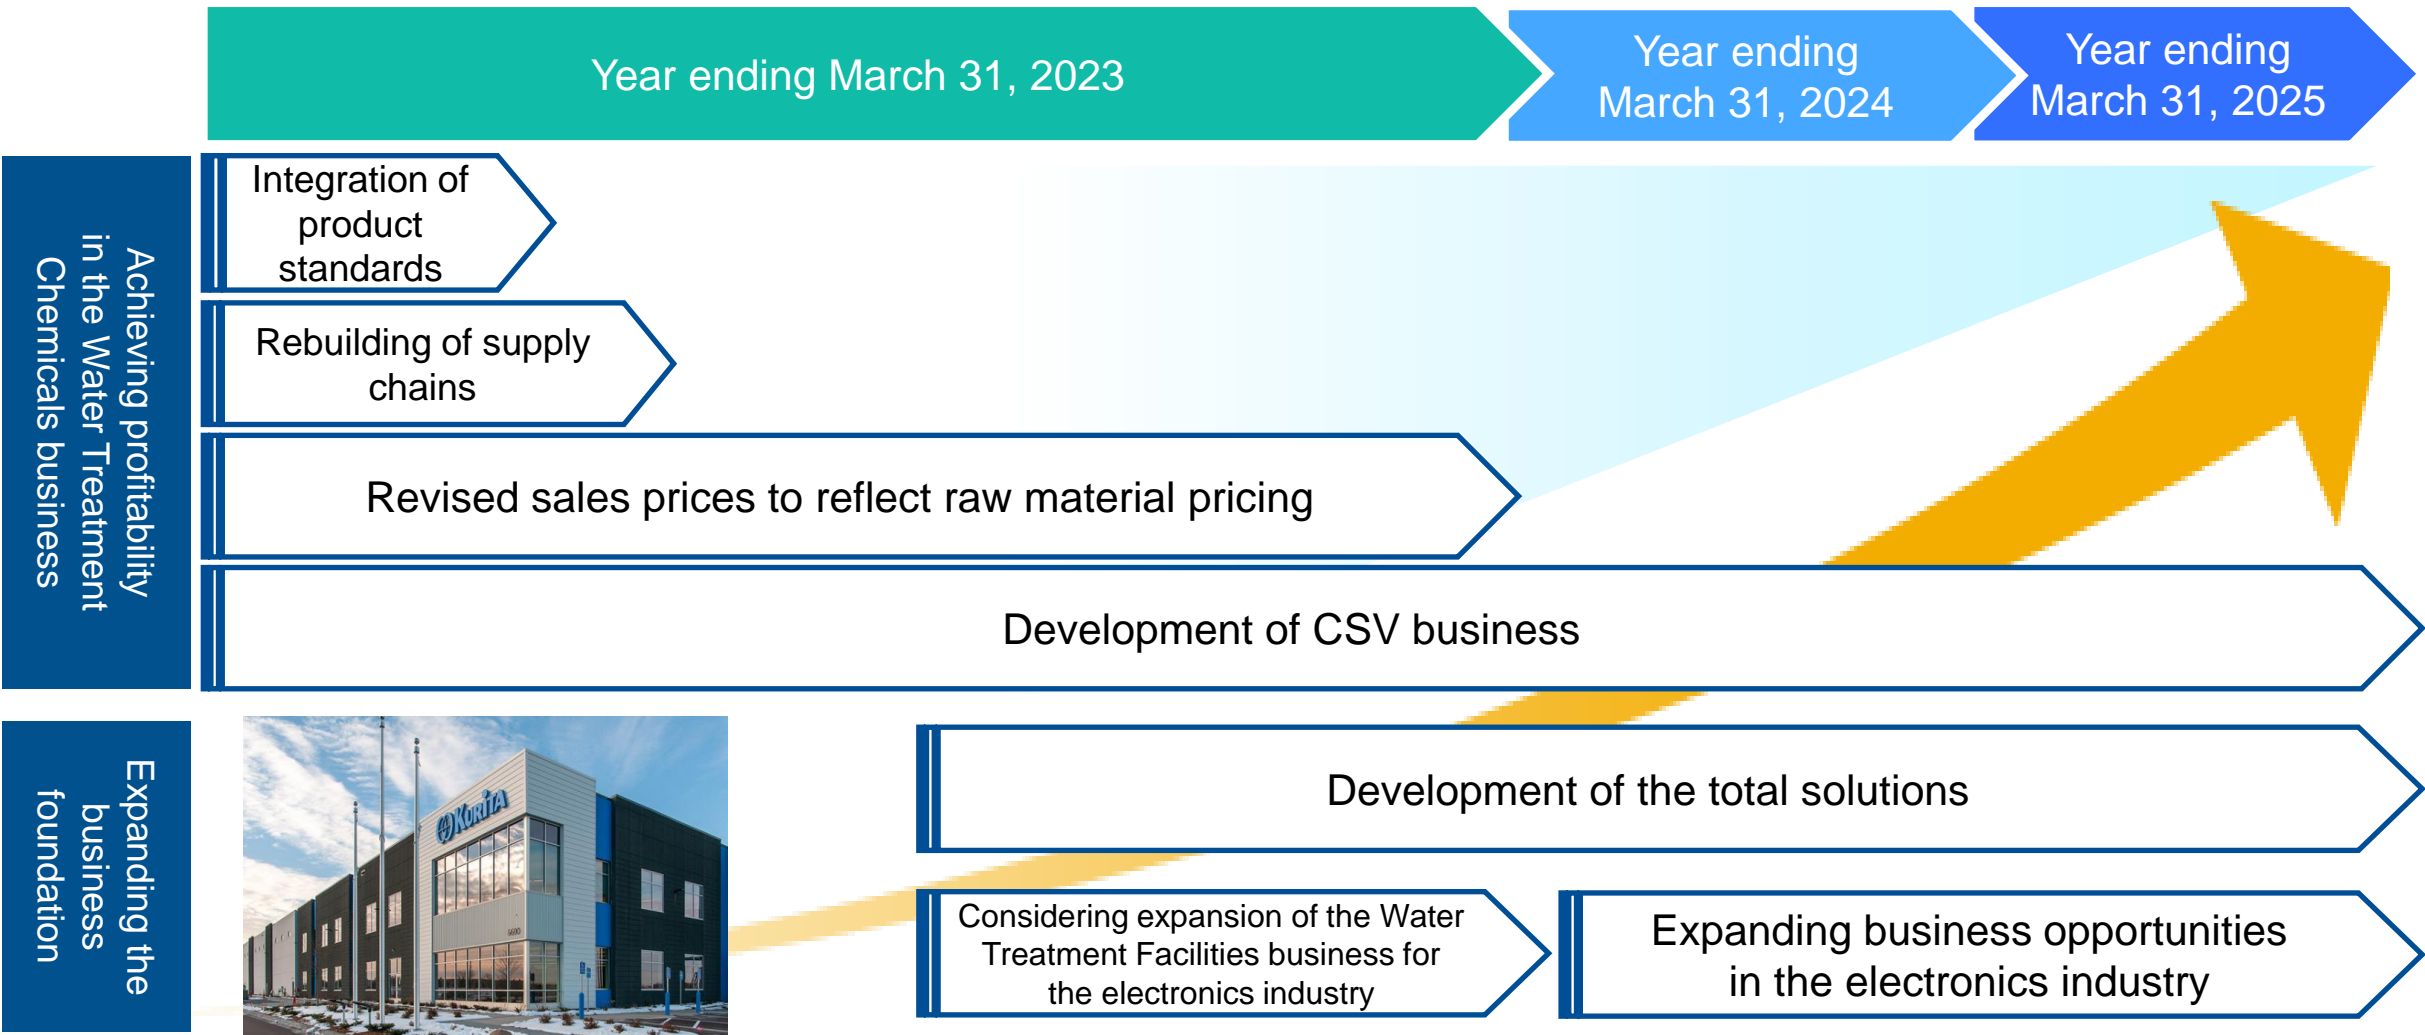 Year ending March 31, 2023
Year ending
March 31, 2024
Year ending
March 31, 2025
Achieving profitability
in the Water Treatment
Chemicals business
Integration of
product
standards
Rebuilding of supply
chains
Revised sales prices to reflect raw material pricing
Development of CSV business
Expanding the
business
foundation
KURITA
6600
Development of the total solutions
Considering expansion of the Water
Treatment Facilities business for
the electronics industry
Expanding business opportunities
in the electronics industry